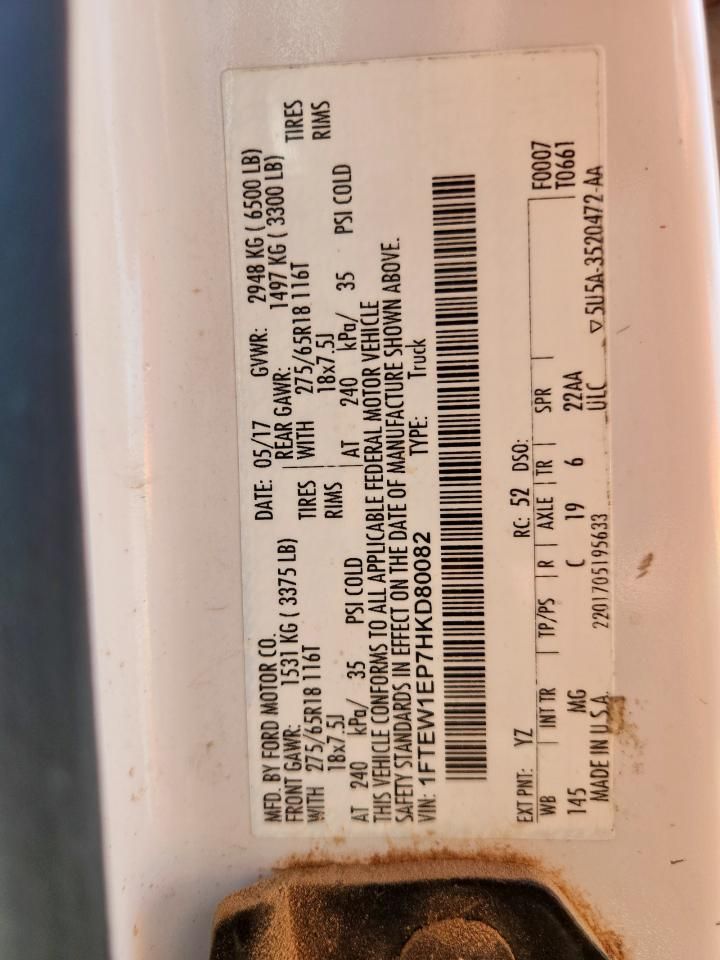 MFD. BY FORD MOTOR CO. DATE: 05/17 GVWR: 2948 KG ( 6500 LB)
FRONT GAWR: 1531 KG ( 3375 LB) REAR GAWR: 1497 KG ( 3300 LB)
WITH 275/65R18 116T TIRES WITH 275/65R18 116T TIRES
18x7.5J RIMS 18x7.5J RIMS
AT 240 kPa/ 35 PSI COLD AT 240 kPa/ 35 PSI COLD
THIS VEHICLE CONFORMS TO ALL APPLICABLE FEDERAL MOTOR VEHICLE
SAFETY STANDARDS IN EFFECT ON THE DATE OF MANUFACTURE SHOWN ABOVE.
VIN: 1FTEW1EP7HKD80082 TYPE: Truck
EXT PNT: YZ RC: 52 DSO: F0007
WB INT TR TP/PS R AXLE TR SPR T0661
145 MG C 19 6 22AA
MADE IN U.S.A. 2201705195633 ULC ▽5U5A-3520472-AA